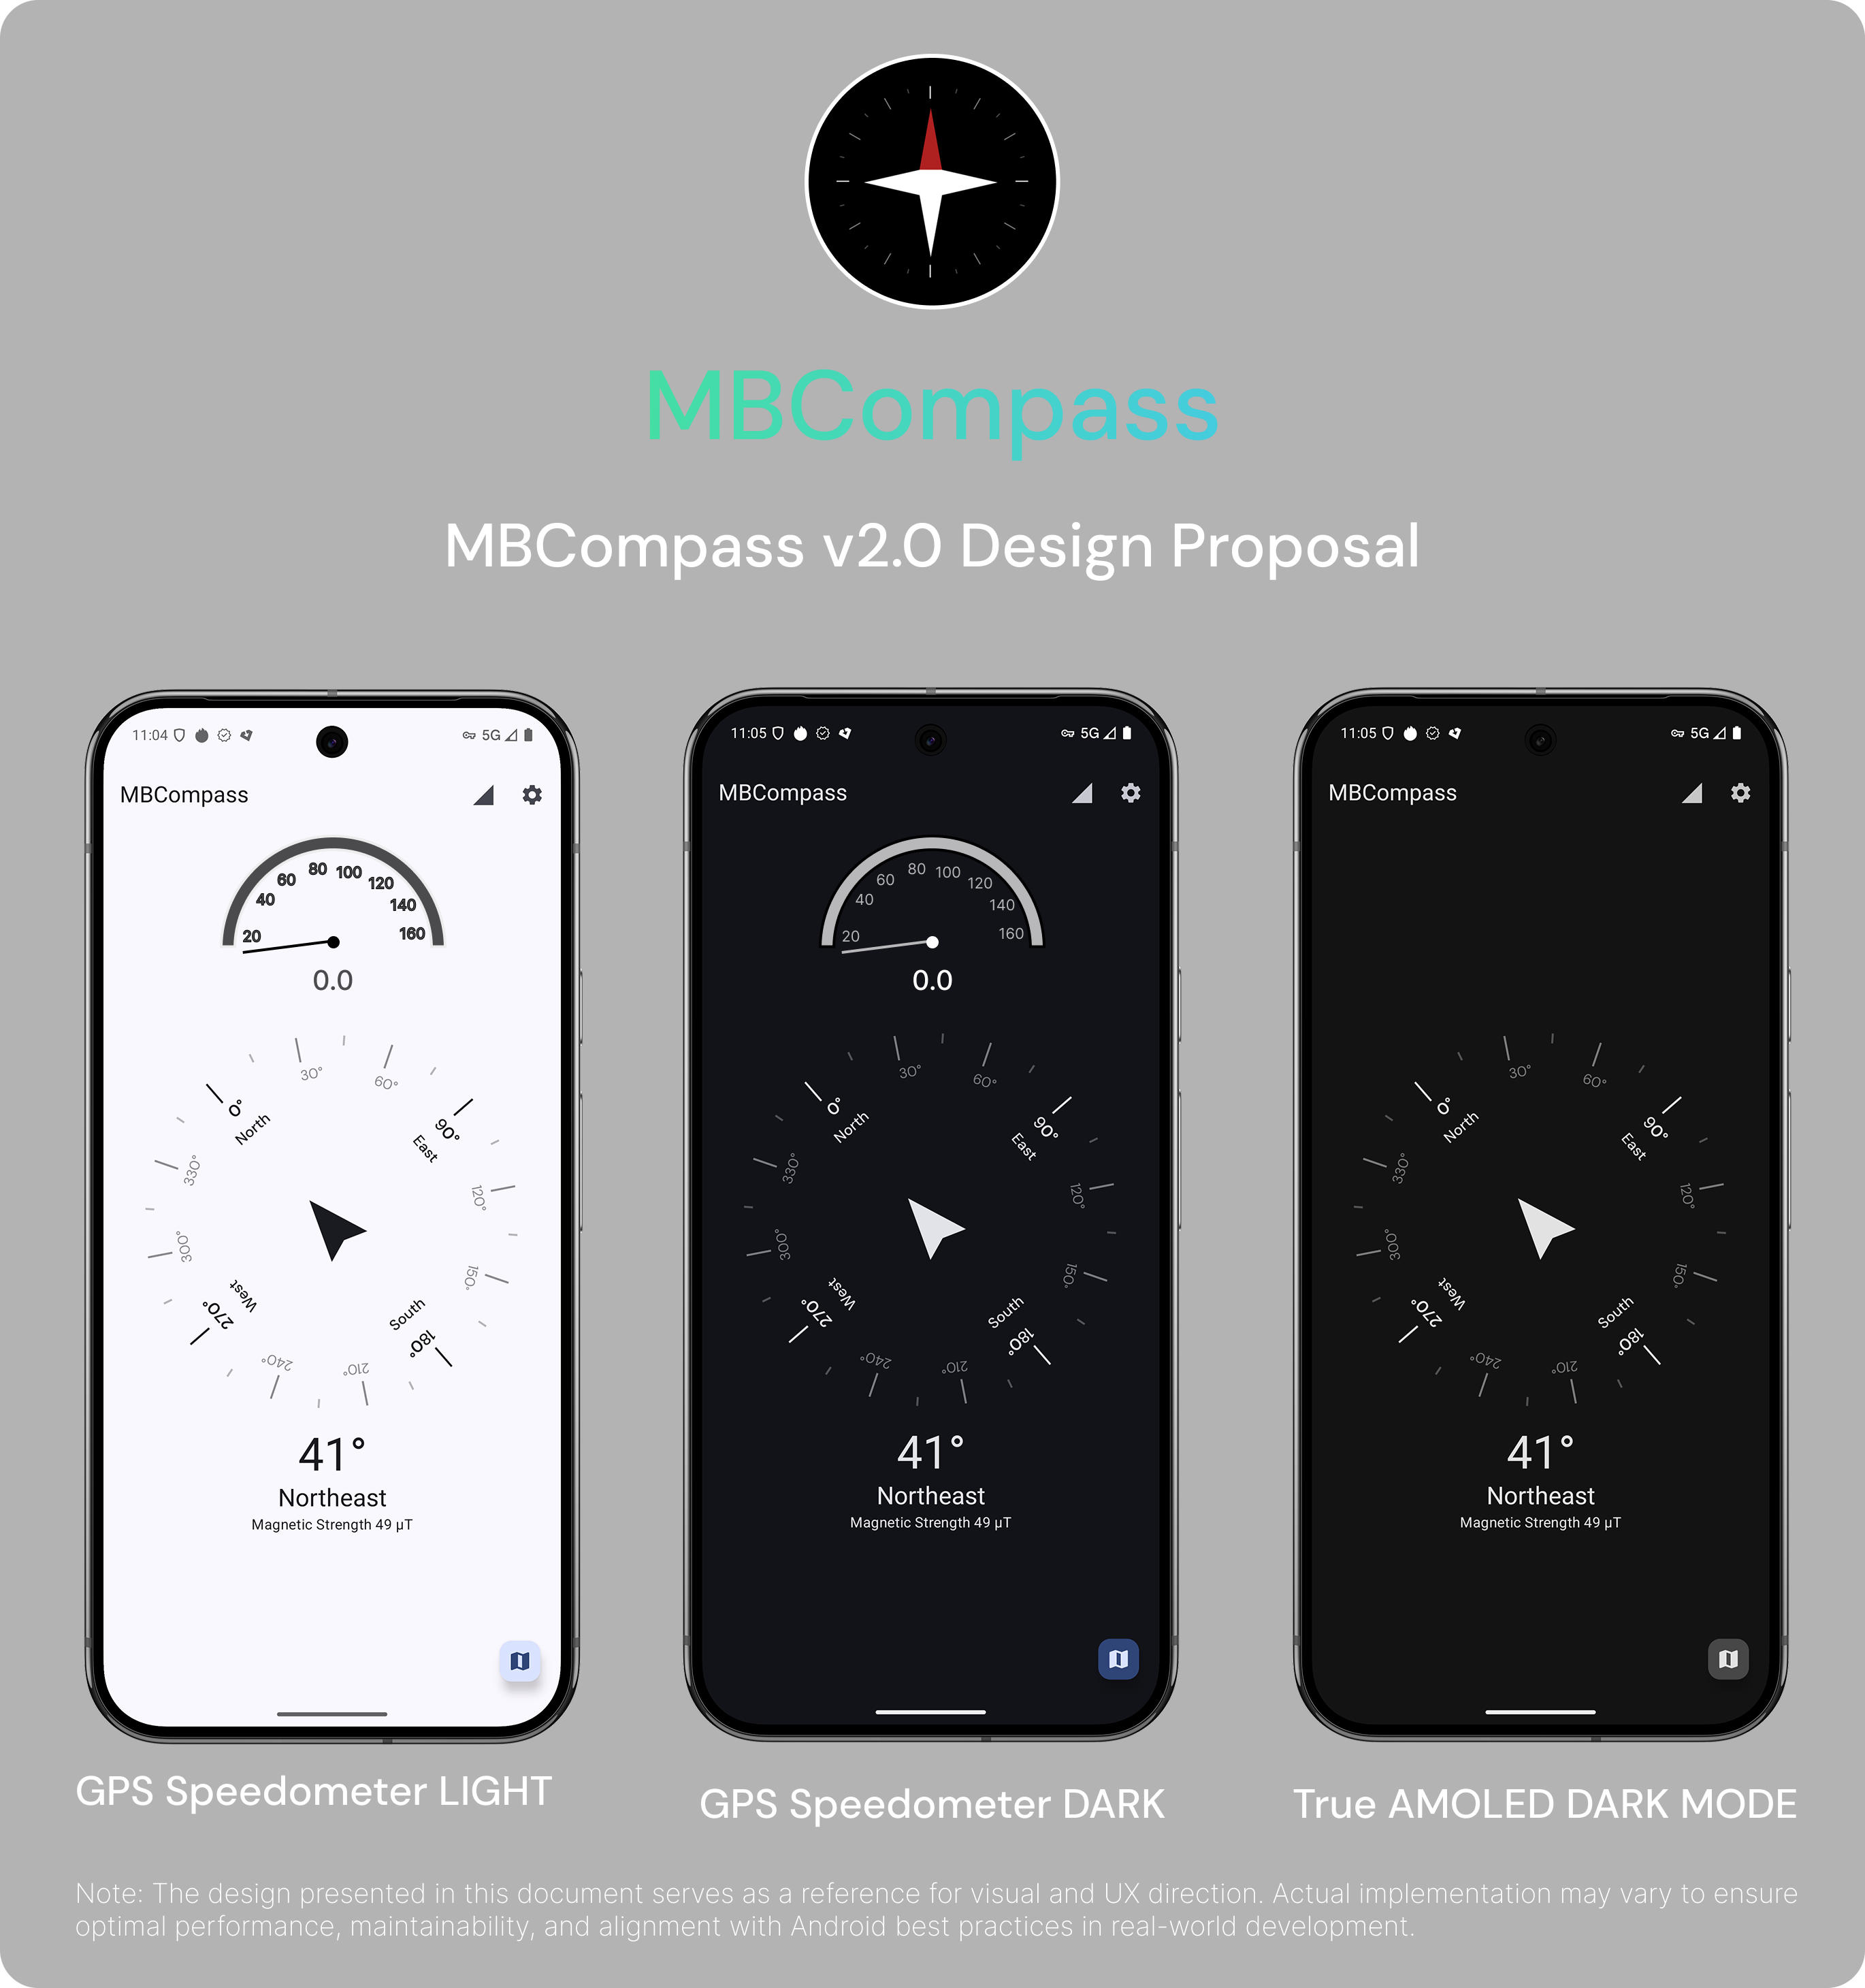 MBCompass
MBCompass v2.0 Design Proposal
11:04
5G
MBCompass
20
40
60
80
100
120
140
160
0.0
0°
North
30°
60°
90°
East
120°
150°
180°
South
210°
240°
270°
West
300°
330°
41°
Northeast
Magnetic Strength 49 µT
GPS Speedometer LIGHT
11:05
5G
MBCompass
20
40
60
80
100
120
140
160
0.0
0°
North
30°
60°
90°
East
120°
150°
180°
South
210°
240°
270°
West
300°
330°
41°
Northeast
Magnetic Strength 49 µT
GPS Speedometer DARK
11:05
5G
MBCompass
0°
North
30°
60°
90°
East
120°
150°
180°
South
210°
240°
270°
West
300°
330°
41°
Northeast
Magnetic Strength 49 µT
True AMOLED DARK MODE
Note: The design presented in this document serves as a reference for visual and UX direction. Actual implementation may vary to ensure
optimal performance, maintainability, and alignment with Android best practices in real-world development.